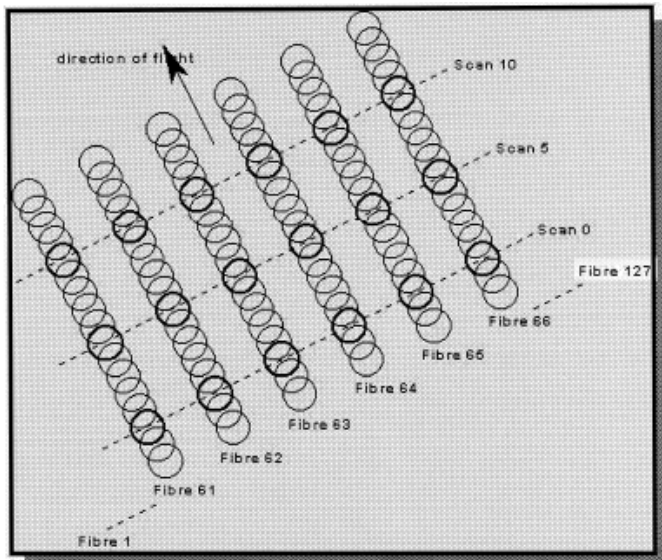 direction of flight
Scan 10
Scan 5
Scan 0
Fibre 127
Fibre 66
Fibre 65
Fibre 64
Fibre 63
Fibre 62
Fibre 61
Fibre 1